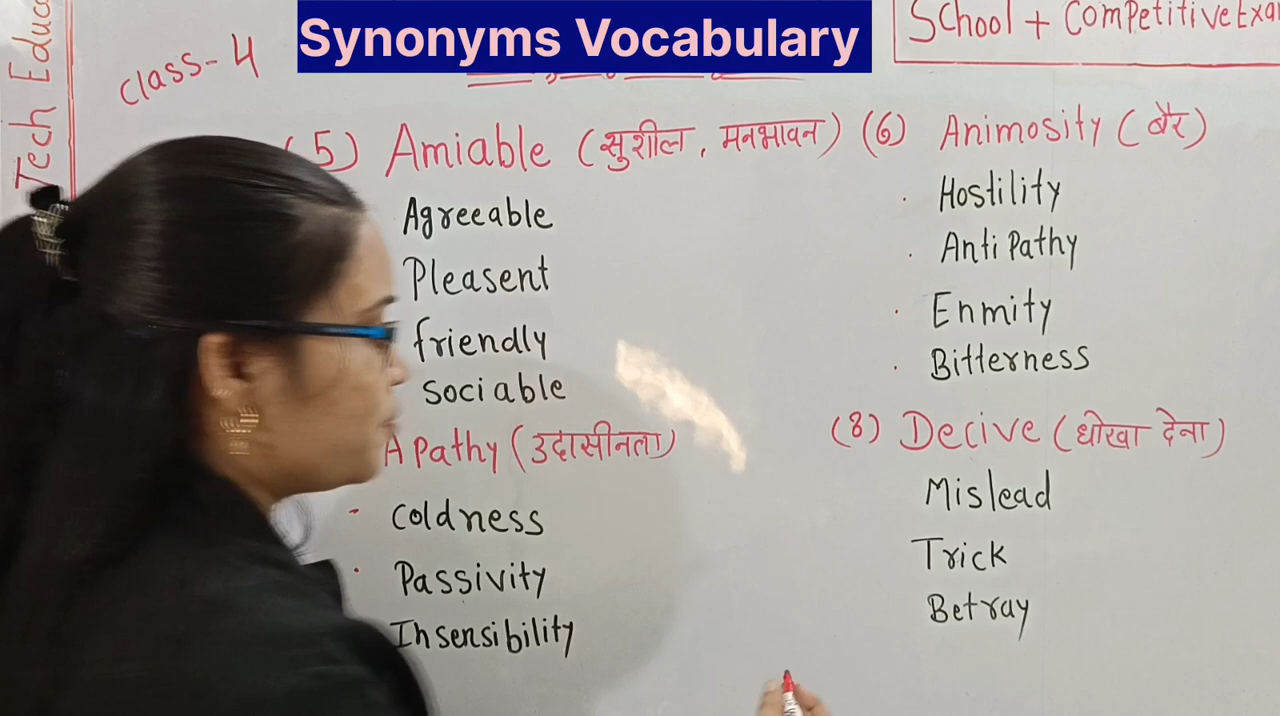 Synonyms Vocabulary
School + Competitive Exa
Tech Educ
Class-4
(5) Amiable (सुशील, मनभावन)
Agreeable
Pleasent
friendly
Sociable
(6) Animosity (बैर)
Hostility
Anti Pathy
Enmity
Bitterness
APathy (उदासीनता)
Coldness
Passivity
Insensibility
(8) Decive (धोखा देना)
Mislead
Trick
Betray